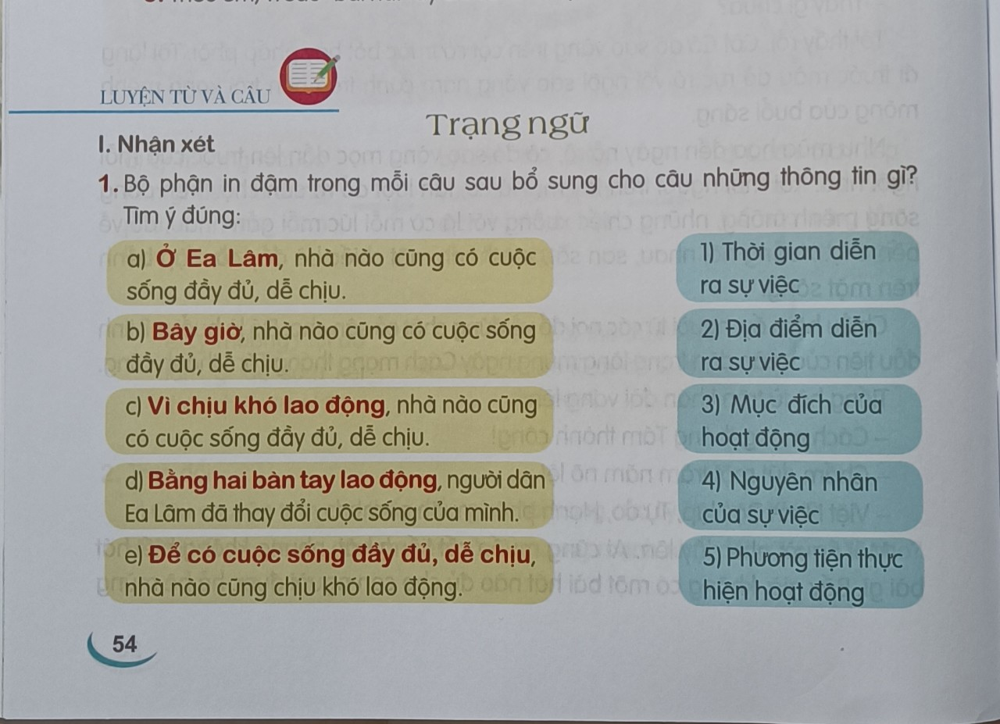 LUYỆN TỪ VÀ CÂU
Trạng ngữ
I. Nhận xét
1. Bộ phận in đậm trong mỗi câu sau bổ sung cho câu những thông tin gì?
Tìm ý đúng:
a) Ở Ea Lâm, nhà nào cũng có cuộc
sống đầy đủ, dễ chịu.
1) Thời gian diễn
ra sự việc
b) Bây giờ, nhà nào cũng có cuộc sống
đầy đủ, dễ chịu.
2) Địa điểm diễn
ra sự việc
c) Vì chịu khó lao động, nhà nào cũng
có cuộc sống đầy đủ, dễ chịu.
3) Mục đích của
hoạt động
d) Bằng hai bàn tay lao động, người dân
Ea Lâm đã thay đổi cuộc sống của mình.
4) Nguyên nhân
của sự việc
e) Để có cuộc sống đầy đủ, dễ chịu,
nhà nào cũng chịu khó lao động.
5) Phương tiện thực
hiện hoạt động
54